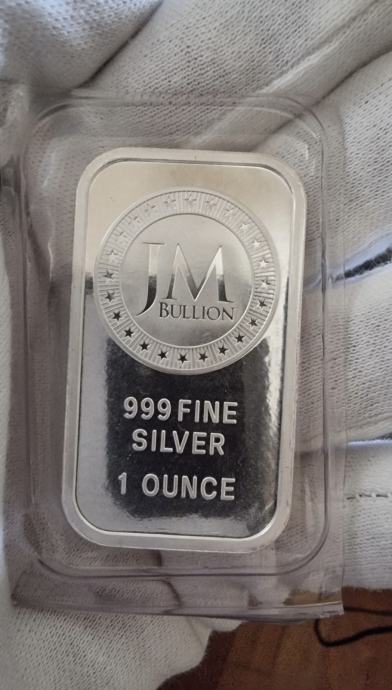 JM
BULLION
999 FINE
SILVER
1 OUNCE